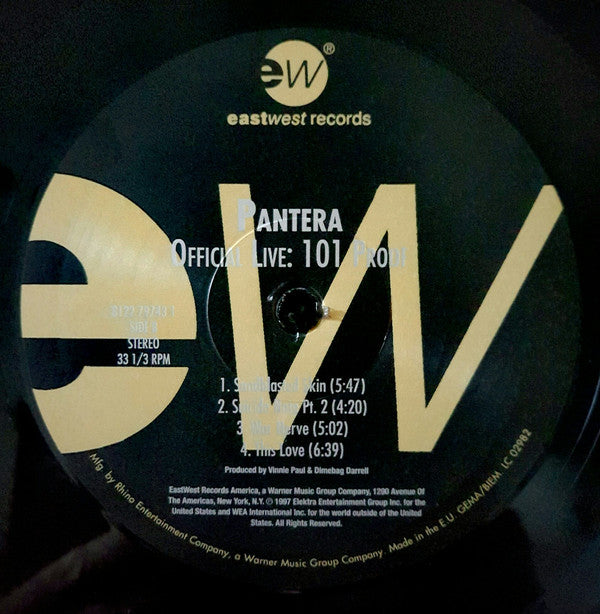 ew®
eastwest records
ew
PANTERA
OFFICIAL LIVE: 101 PROOF
8122 79743 1
SIDE B
STEREO
33 1/3 RPM
1. Sandblasted Skin (5:47)
2. Suicide Note Pt. 2 (4:20)
3. War Nerve (5:02)
4. This Love (6:39)
Produced by Vinnie Paul & Dimebag Darrell
EastWest Records America, a Warner Music Group Company, 1290 Avenue Of
The Americas, New York, N.Y. ℗ 1997 Elektra Entertainment Group Inc. for the
United States and WEA International Inc. for the world outside of the United
States. All Rights Reserved.
Mfg. by Rhino Entertainment Company, a Warner Music Group Company. Made in the E.U. GEMA/BIEM LC 02982